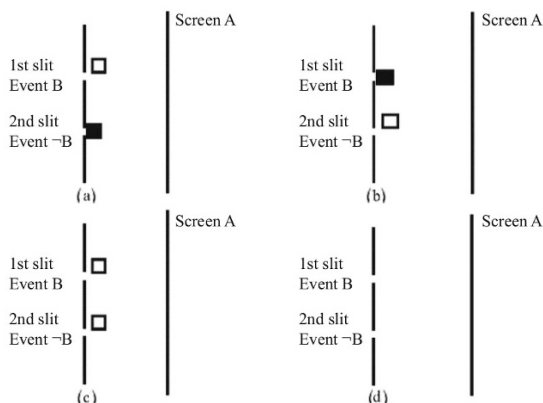 Screen A
1st slit
Event B
2nd slit
Event ¬B
(a)
Screen A
1st slit
Event B
2nd slit
Event ¬B
(b)
Screen A
1st slit
Event B
2nd slit
Event ¬B
(c)
Screen A
1st slit
Event B
2nd slit
Event ¬B
(d)